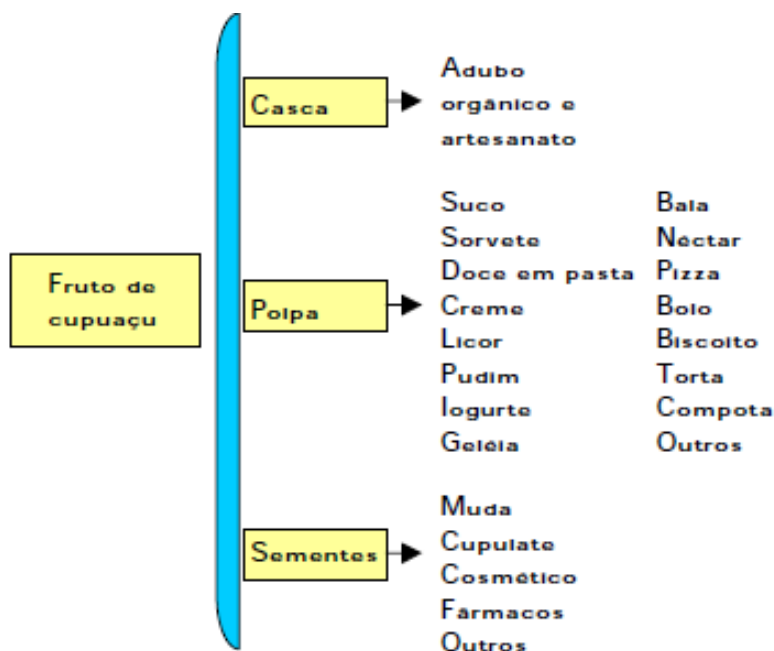 Fruto de
cupuaçu
Casca
Adubo
orgânico e
artesanato
Polpa
Suco
Sorvete
Doce em pasta
Creme
Licor
Pudim
Iogurte
Geléia
Bala
Néctar
Pizza
Bolo
Biscoito
Torta
Compota
Outros
Sementes
Muda
Cupulate
Cosmético
Fármacos
Outros